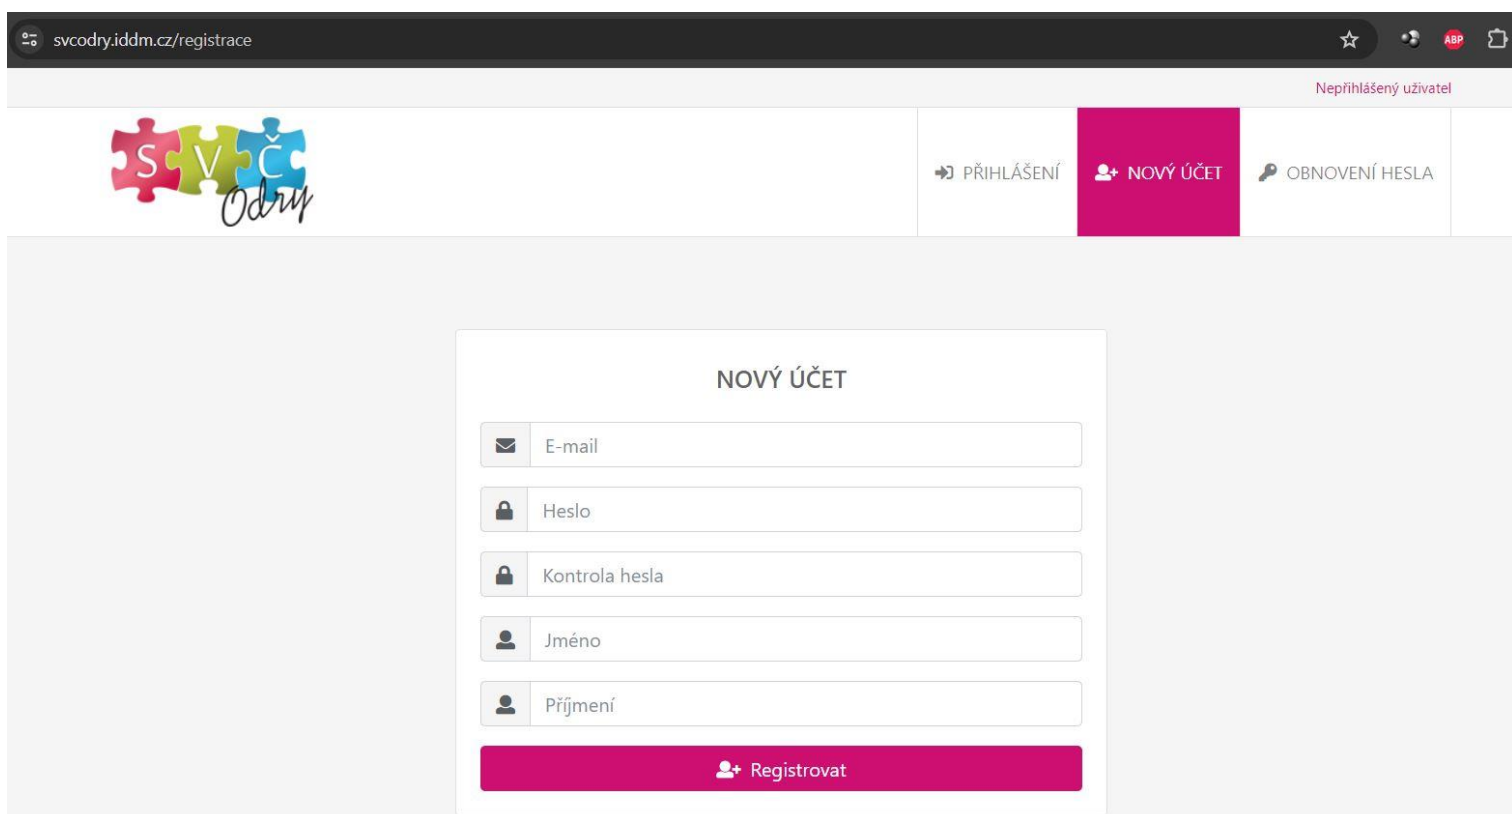 svcodry.iddm.cz/registrace
ABP
Nepřihlášený uživatel
SVČ
Odry
PŘIHLÁŠENÍ
NOVÝ ÚČET
OBNOVENÍ HESLA
NOVÝ ÚČET
E-mail
Heslo
Kontrola hesla
Jméno
Příjmení
Registrovat